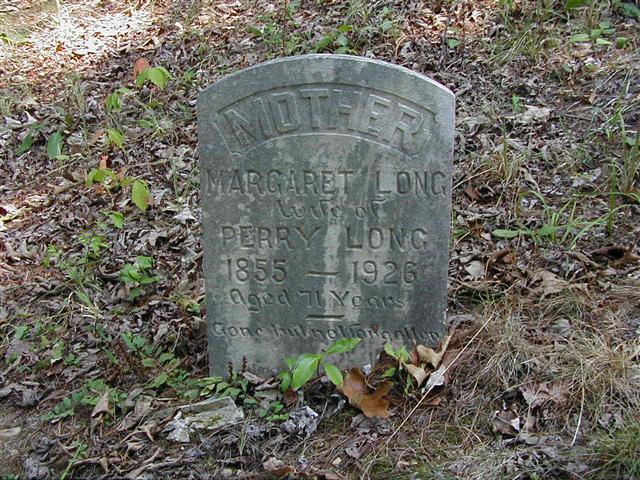 MOTHER
MARGARET LONG
Wife of
PERRY LONG
1855 — 1926
Aged 71 Years
Gone but not forgotten